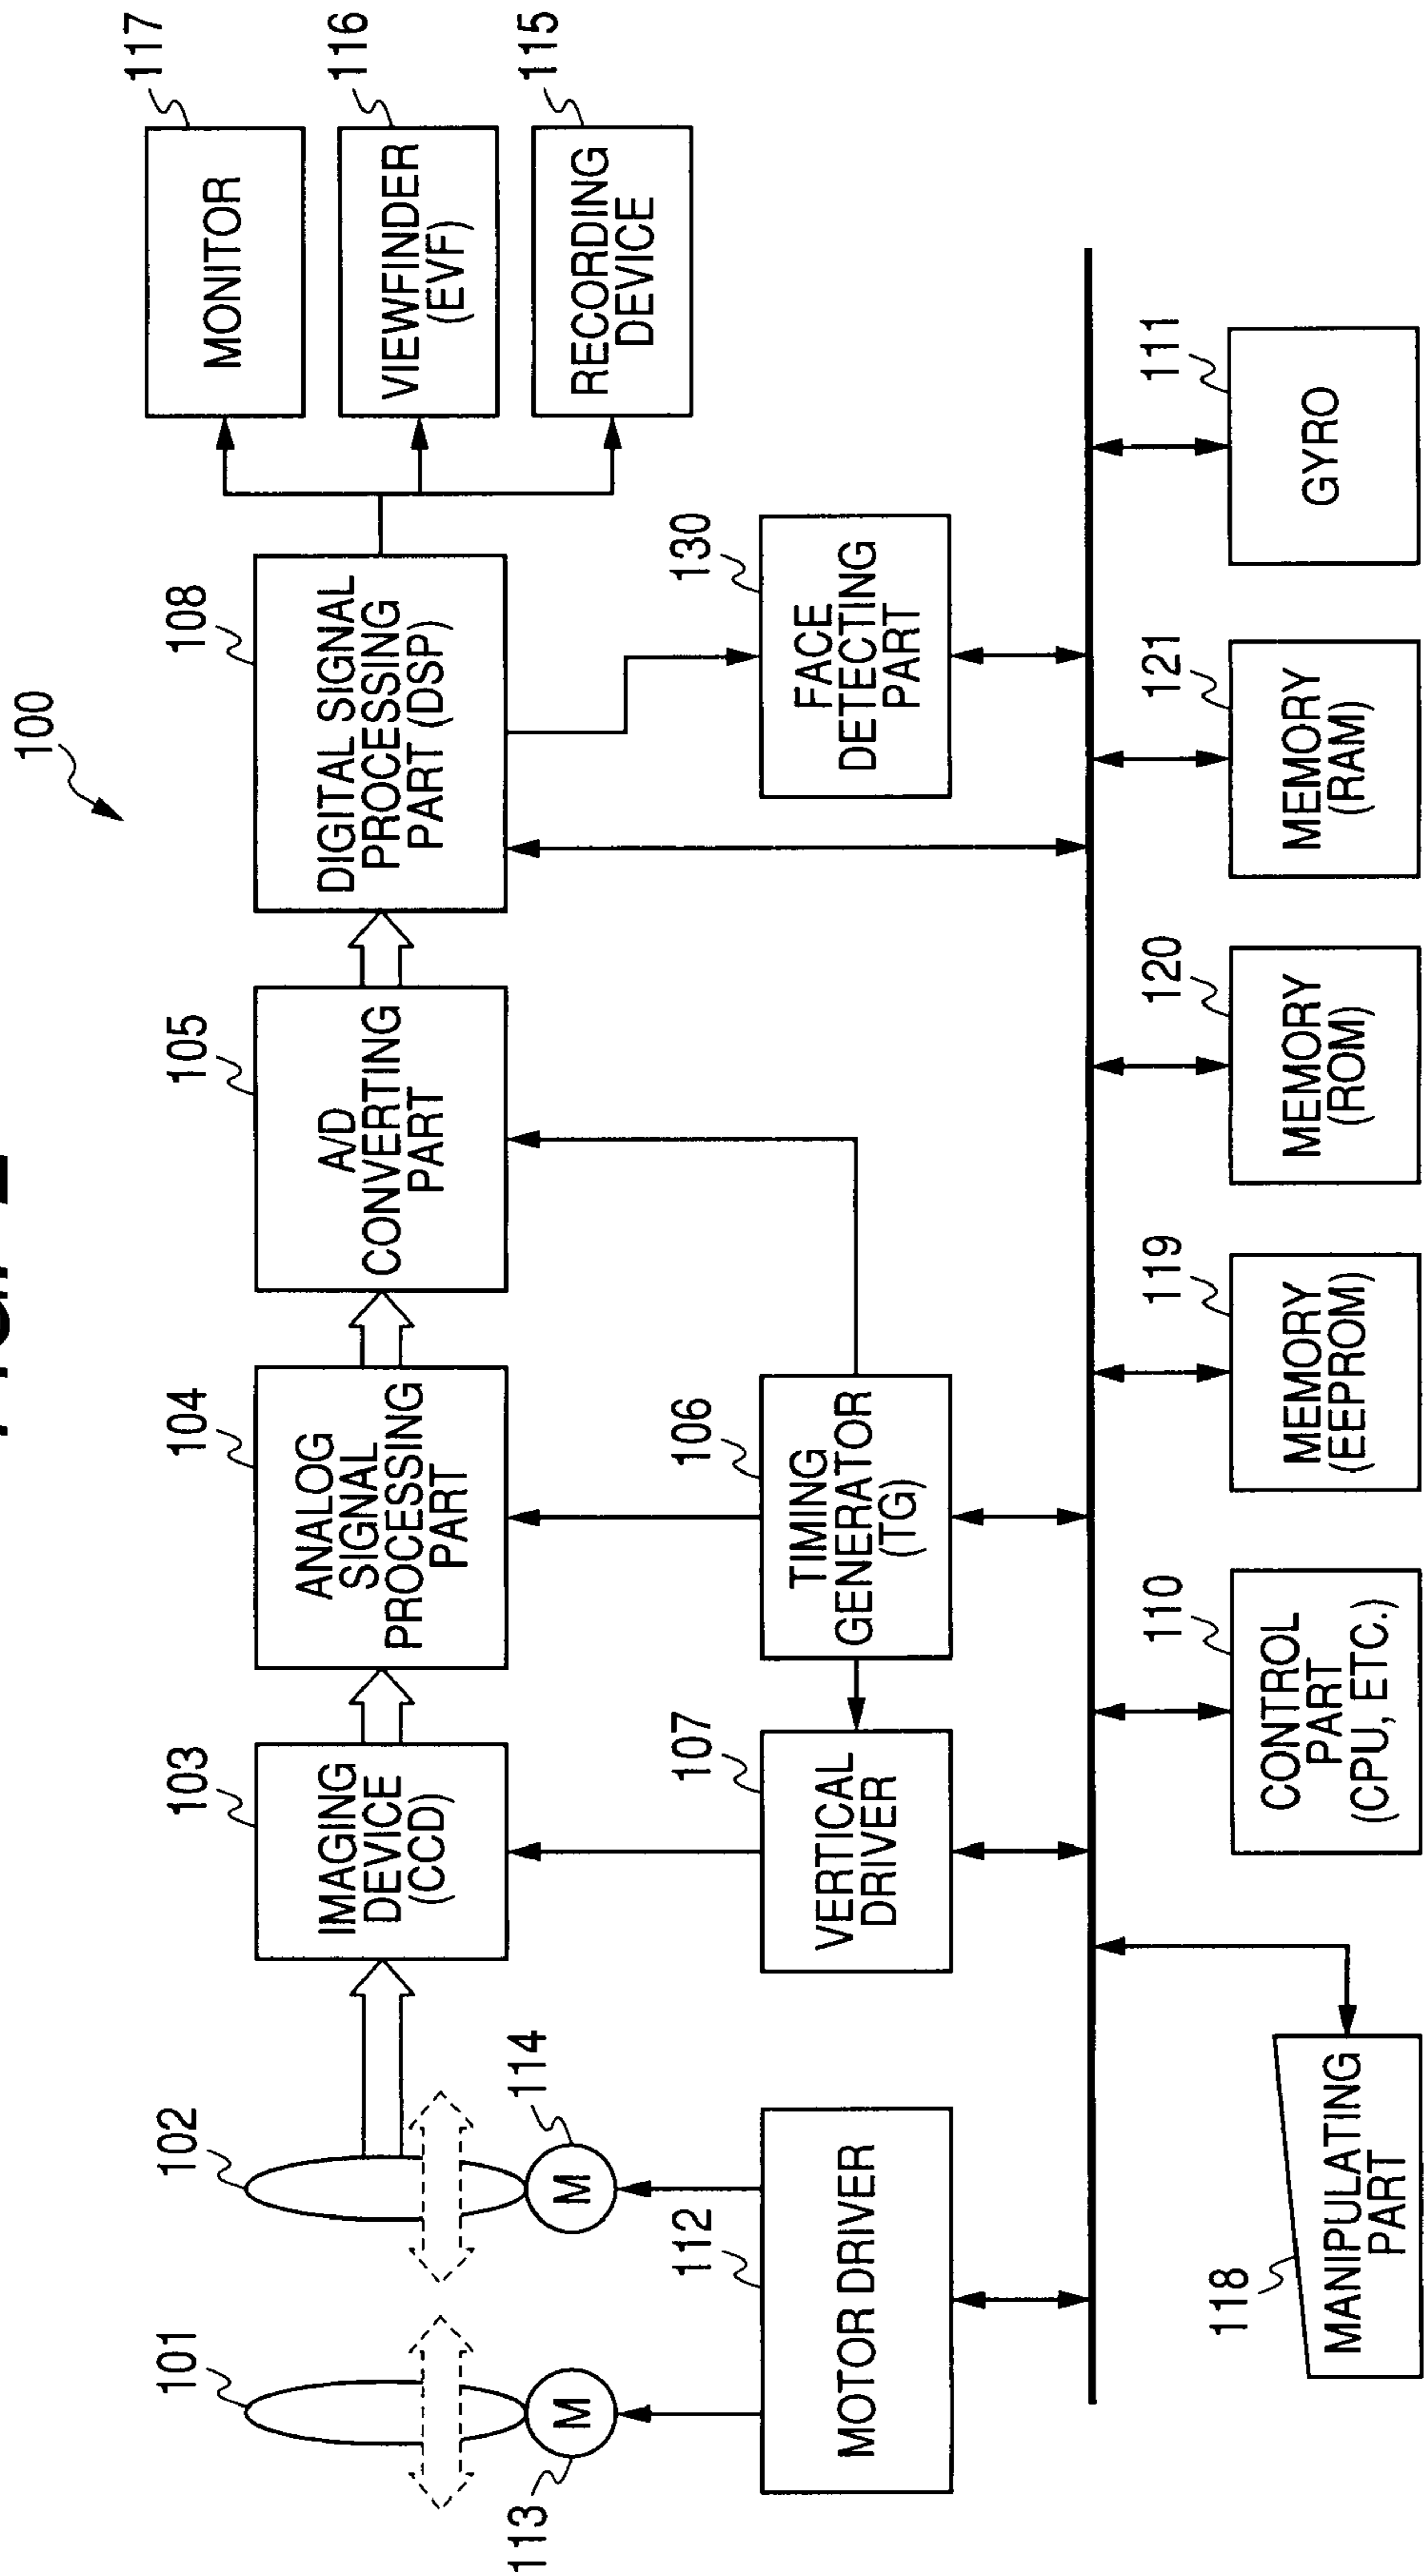 100
101
102
103
104
105
108
117
116
115
IMAGING
DEVICE
(CCD)
ANALOG
SIGNAL
PROCESSING
PART
A/D
CONVERTING
PART
DIGITAL SIGNAL
PROCESSING
PART (DSP)
MONITOR
VIEWFINDER
(EVF)
RECORDING
DEVICE
113
M
114
M
112
MOTOR DRIVER
107
VERTICAL
DRIVER
106
TIMING
GENERATOR
(TG)
130
FACE
DETECTING
PART
118
MANIPULATING
PART
110
CONTROL
PART
(CPU, ETC.)
119
MEMORY
(EEPROM)
120
MEMORY
(ROM)
121
MEMORY
(RAM)
111
GYRO